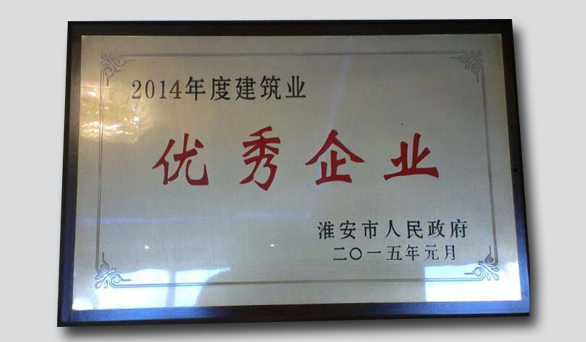 2014年度建筑业
优秀企业
淮安市人民政府
二〇一五年元月